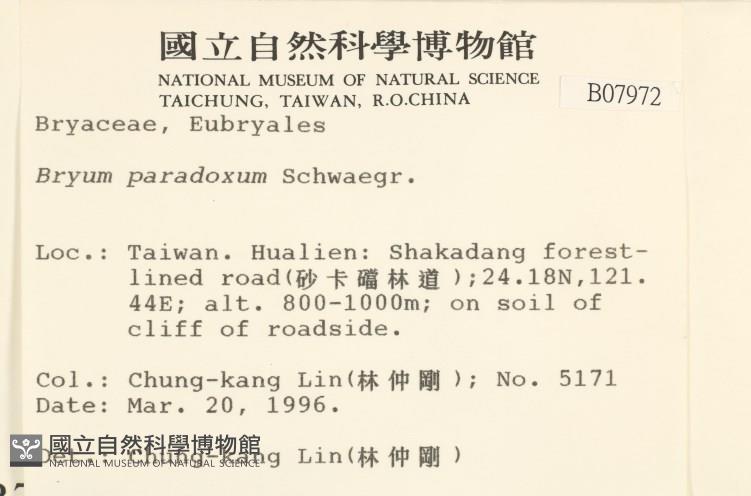 國立自然科學博物館
NATIONAL MUSEUM OF NATURAL SCIENCE
TAICHUNG, TAIWAN, R.O.CHINA
B07972
Bryaceae, Eubryales
Bryum paradoxum Schwaegr.
Loc.: Taiwan. Hualien: Shakadang forest-
lined road(砂卡礑林道);24.18N,121.
44E; alt. 800-1000m; on soil of
cliff of roadside.
Col.: Chung-kang Lin(林仲剛); No. 5171
Date: Mar. 20, 1996.
國立自然科學博物館
NATIONAL MUSEUM OF NATURAL SCIENCE
Det.: Chung-kang Lin(林仲剛)